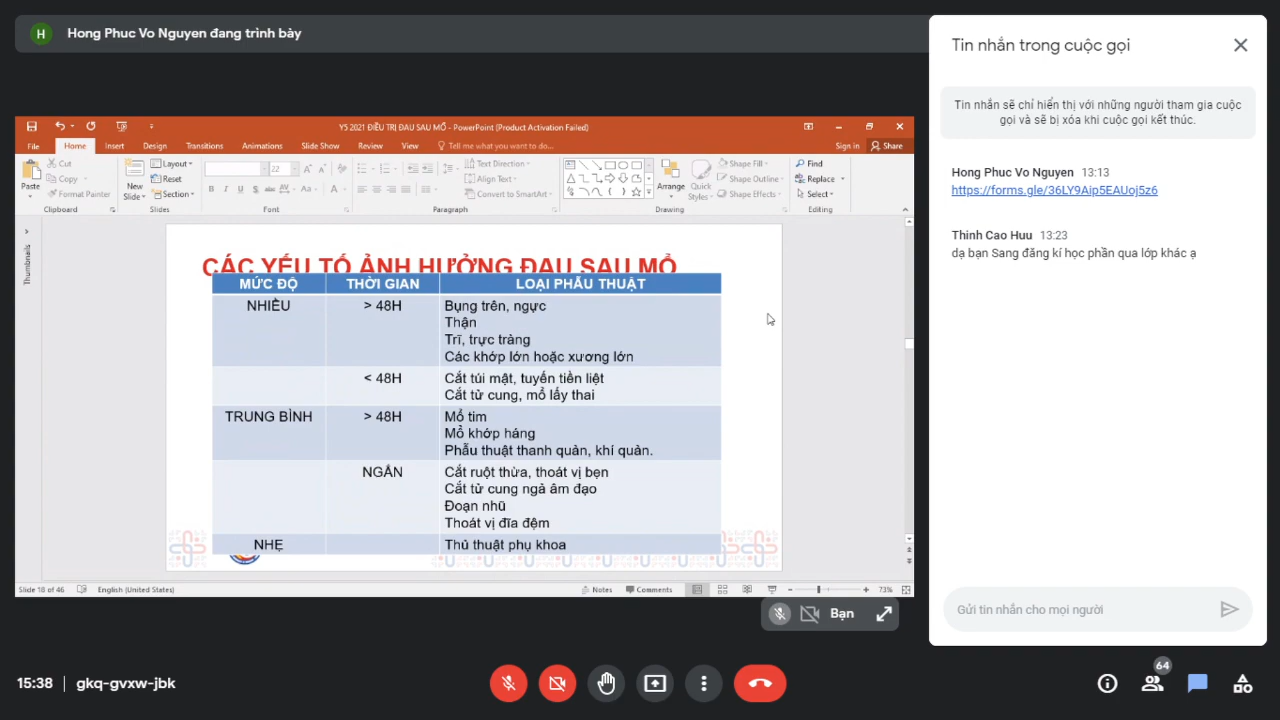 H Hong Phuc Vo Nguyen đang trình bày
Y5 2021 ĐIỀU TRỊ ĐAU SAU MỔ - PowerPoint (Product Activation Failed)
File Home Insert Design Transitions Animations Slide Show Review View Tell me what you want to do... Sign in Share
Paste Cut Copy Format Painter Clipboard
New Slide Layout Reset Section Slides
22 B I U S abc AV Aa A Font
Text Direction Align Text Convert to SmartArt Paragraph
Arrange Quick Styles Shape Fill Shape Outline Shape Effects Drawing
Find Replace Select Editing
Thumbnails
CÁC YẾU TỐ ẢNH HƯỞNG ĐAU SAU MỔ
MỨC ĐỘ THỜI GIAN LOẠI PHẪU THUẬT
NHIỀU > 48H Bụng trên, ngực
Thận
Trĩ, trực tràng
Các khớp lớn hoặc xương lớn
< 48H Cắt túi mật, tuyến tiền liệt
Cắt tử cung, mổ lấy thai
TRUNG BÌNH > 48H Mổ tim
Mổ khớp háng
Phẫu thuật thanh quản, khí quản.
NGẮN Cắt ruột thừa, thoát vị bẹn
Cắt tử cung ngả âm đạo
Đoạn nhũ
Thoát vị đĩa đệm
NHẸ Thủ thuật phụ khoa
Slide 18 of 46 English (United States) Notes Comments 73%
Bạn
15:38 | gkq-gvxw-jbk
64
Tin nhắn trong cuộc gọi
Tin nhắn sẽ chỉ hiển thị với những người tham gia cuộc
gọi và sẽ bị xóa khi cuộc gọi kết thúc.
Hong Phuc Vo Nguyen 13:13
https://forms.gle/36LY9Aip5EAUoj5z6
Thinh Cao Huu 13:23
dạ bạn Sang đăng kí học phần qua lớp khác ạ
Gửi tin nhắn cho mọi người